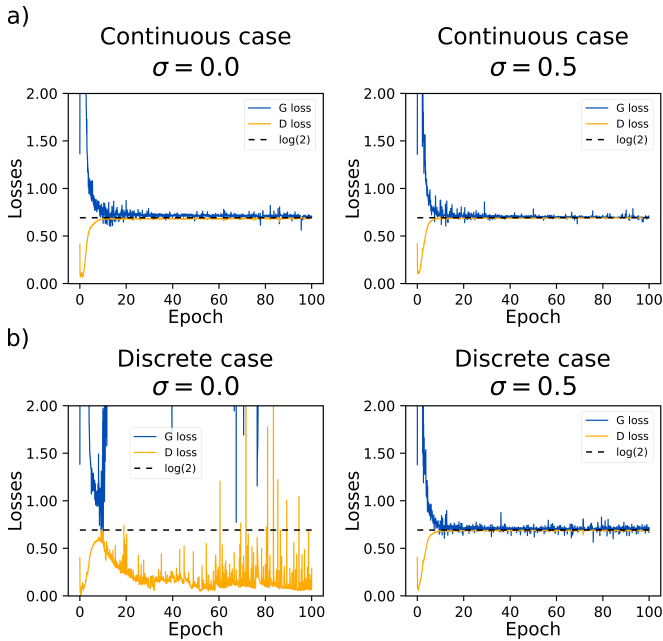 a)
Continuous case
σ = 0.0
2.00
1.50
1.00
0.50
0.00
Losses
G loss
D loss
log(2)
0 20 40 60 80 100
Epoch
Continuous case
σ = 0.5
2.00
1.50
1.00
0.50
0.00
Losses
G loss
D loss
log(2)
0 20 40 60 80 100
Epoch
b)
Discrete case
σ = 0.0
2.00
1.50
1.00
0.50
0.00
Losses
G loss
D loss
log(2)
0 20 40 60 80 100
Epoch
Discrete case
σ = 0.5
2.00
1.50
1.00
0.50
0.00
Losses
G loss
D loss
log(2)
0 20 40 60 80 100
Epoch